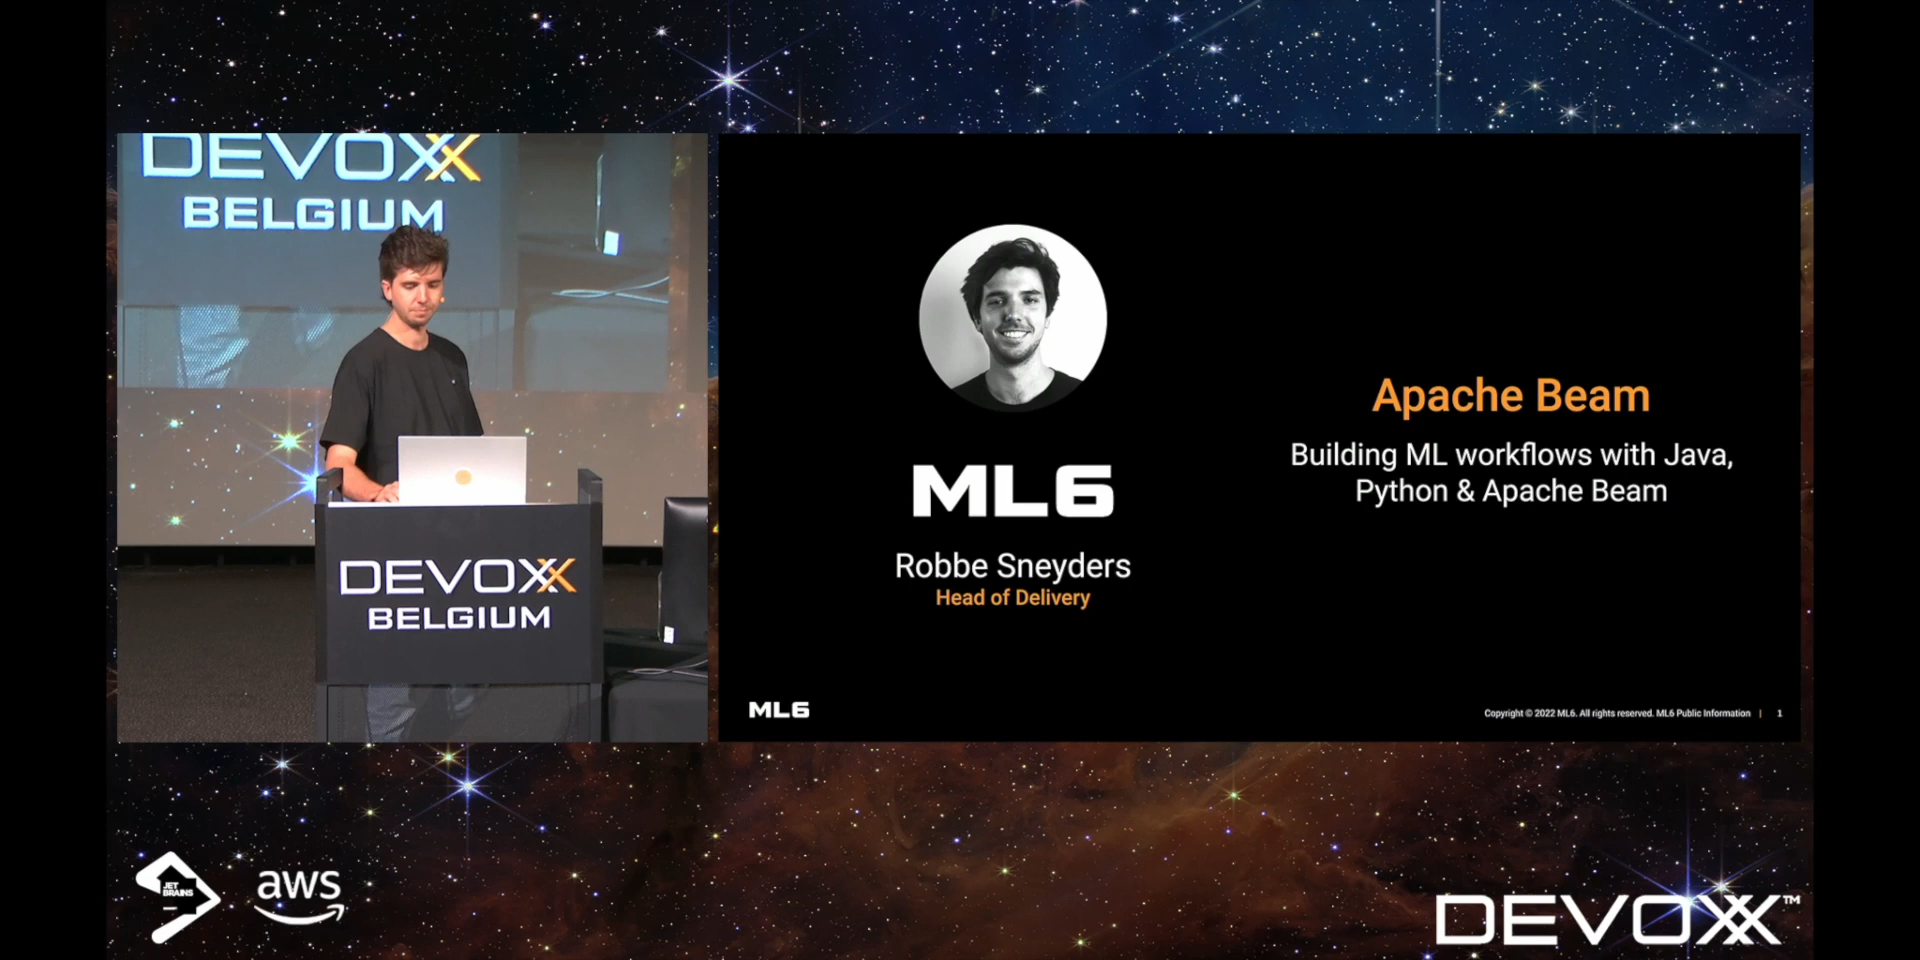 DEVOXX
BELGIUM
DEVOXX
BELGIUM
ML6
Robbe Sneyders
Head of Delivery
Apache Beam
Building ML workflows with Java,
Python & Apache Beam
ML6
Copyright © 2022 ML6. All rights reserved. ML6 Public Information | 1
JET
BRAINS
aws
DEVOXX™